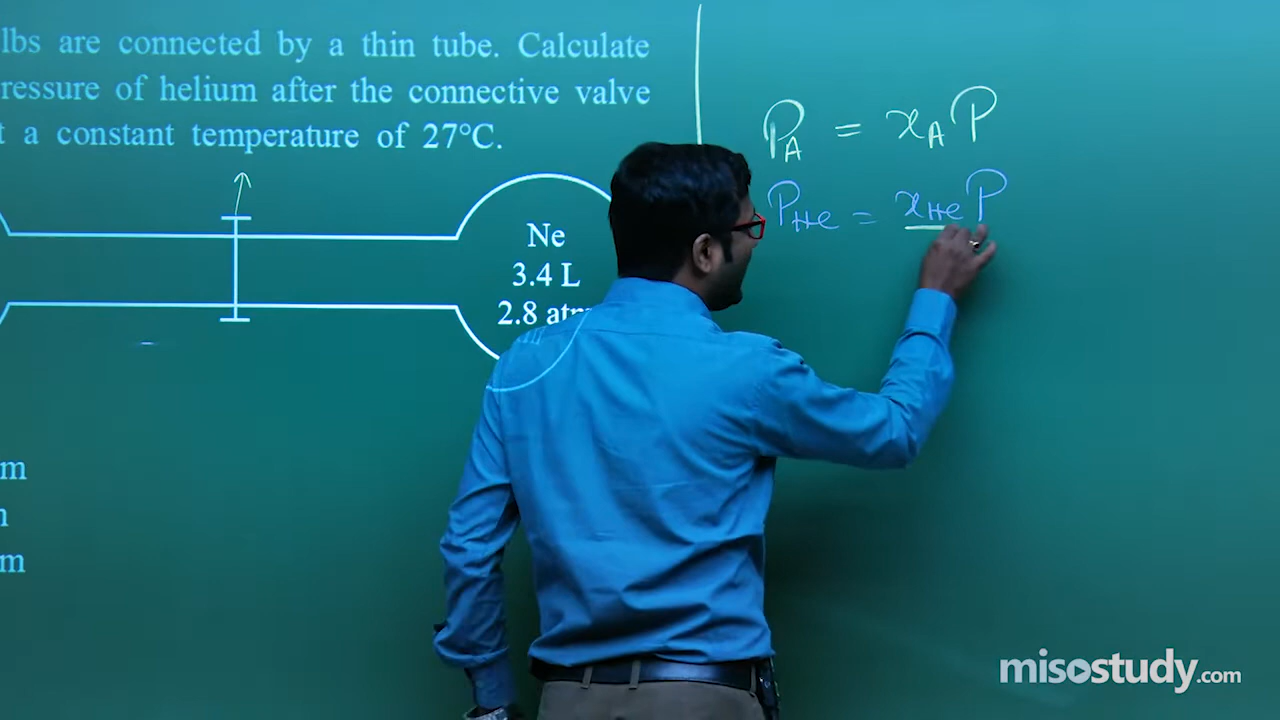 lbs are connected by a thin tube. Calculate
ressure of helium after the connective valve
t a constant temperature of 27°C.
Ne
3.4 L
2.8 atm
m
m
P_A = x_A P
P_He = x_He P
misostudy.com